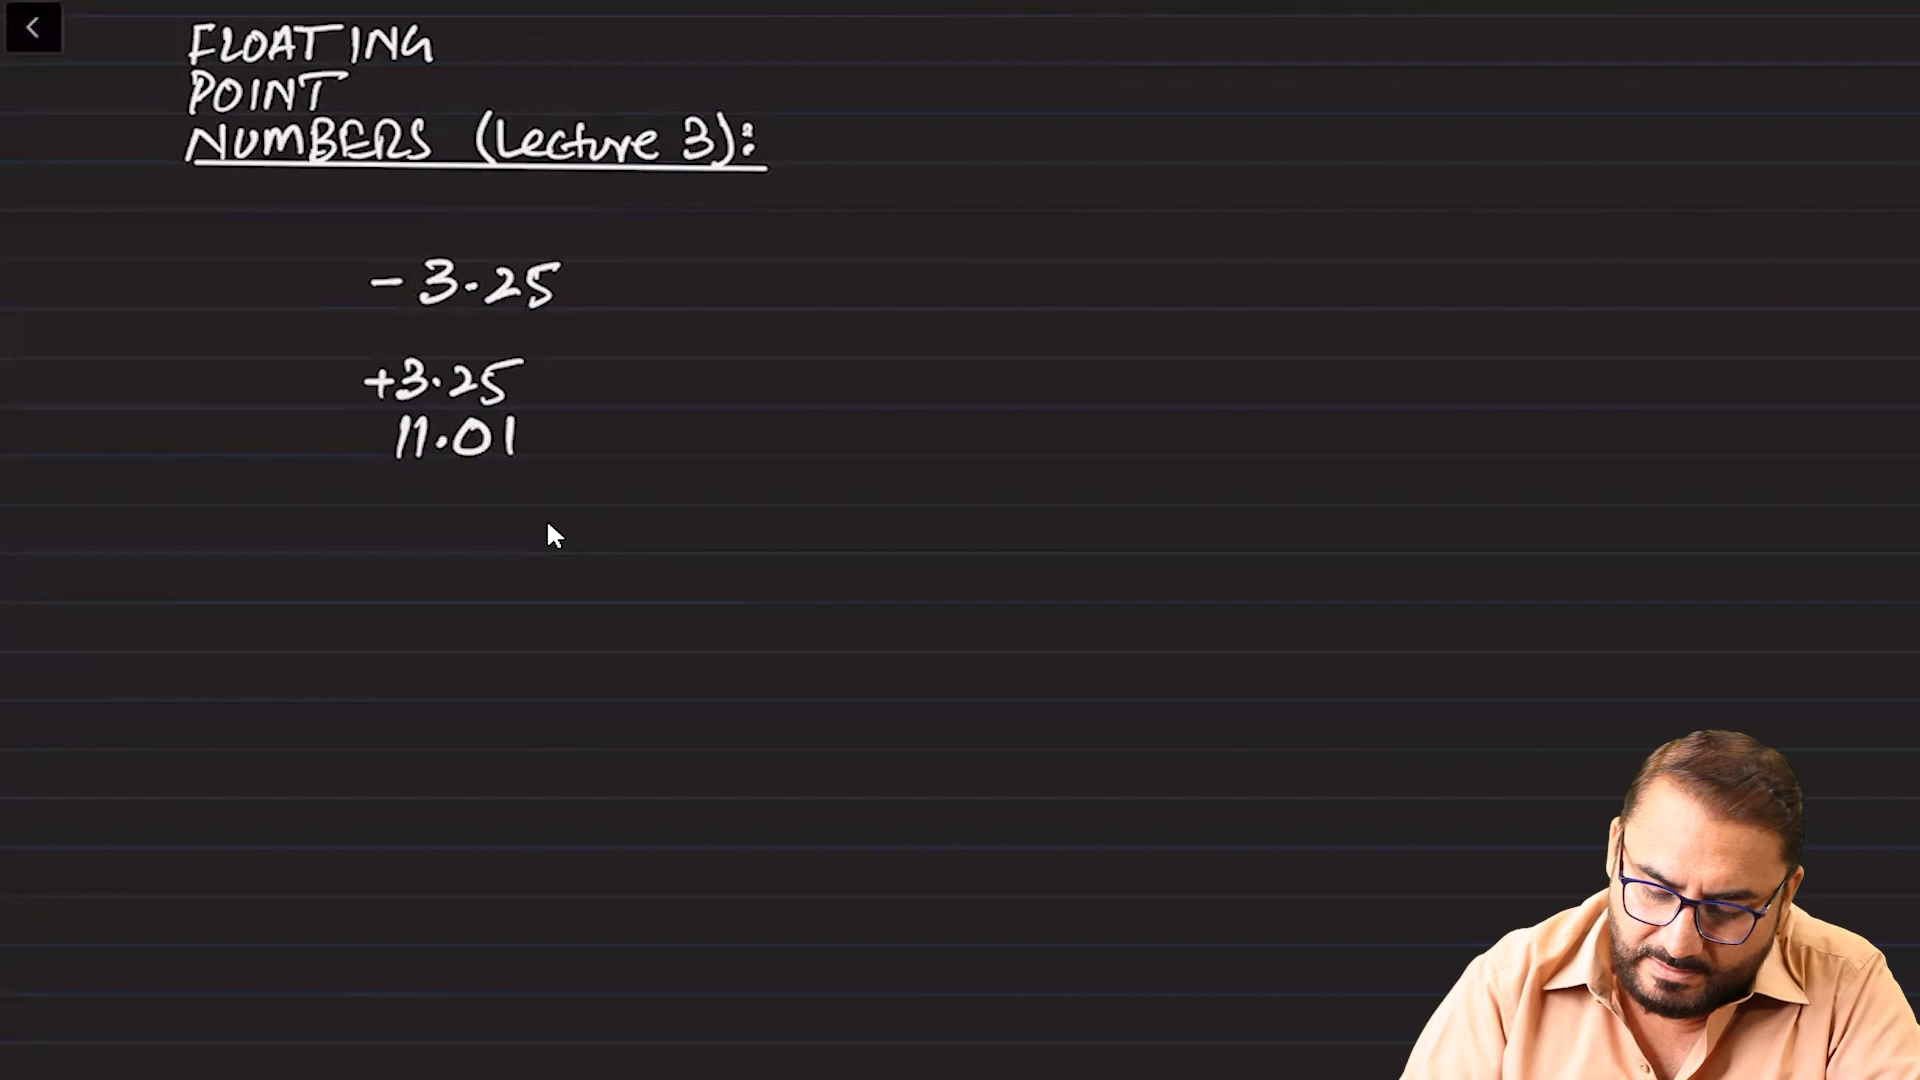 FLOATING
POINT
NUMBERS (Lecture 3):
-3.25
+3.25
11.01